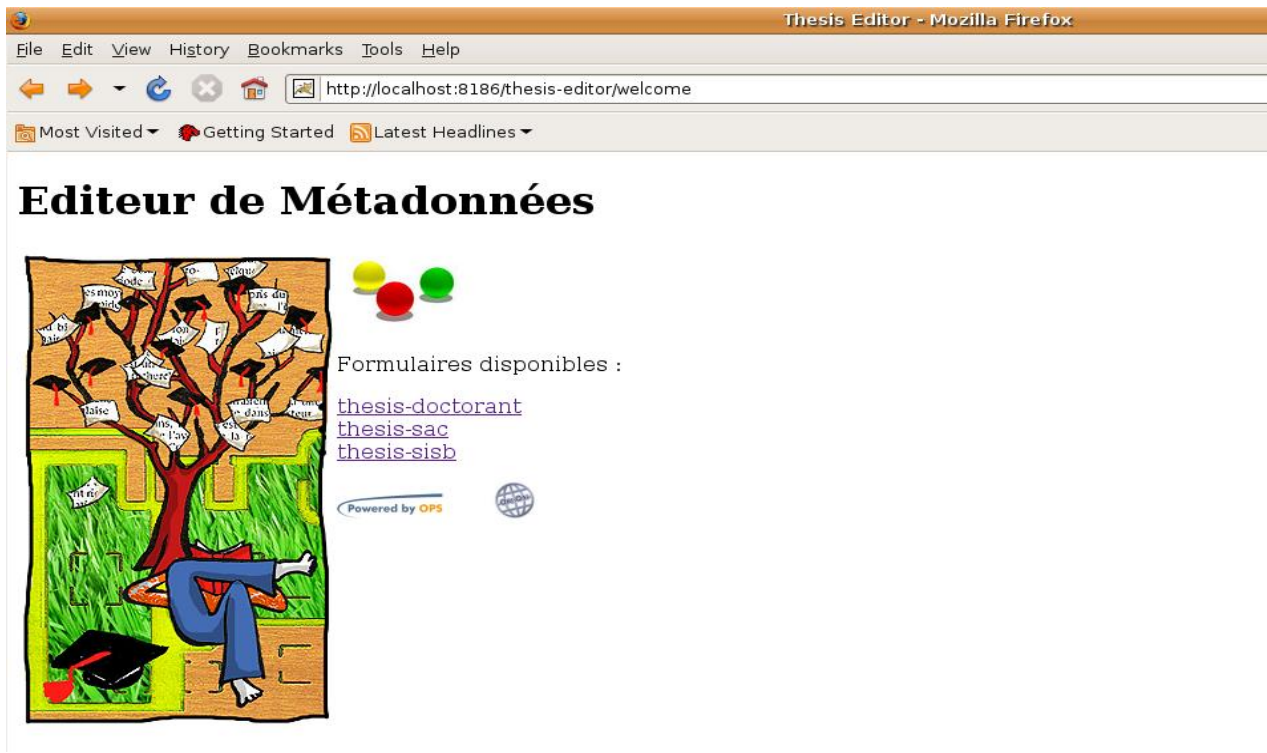 Thesis Editor - Mozilla Firefox
File Edit View History Bookmarks Tools Help
http://localhost:8186/thesis-editor/welcome
Most Visited Getting Started Latest Headlines
Editeur de Métadonnées
Formulaires disponibles :
thesis-doctorant
thesis-sac
thesis-sisb
Powered by OPS